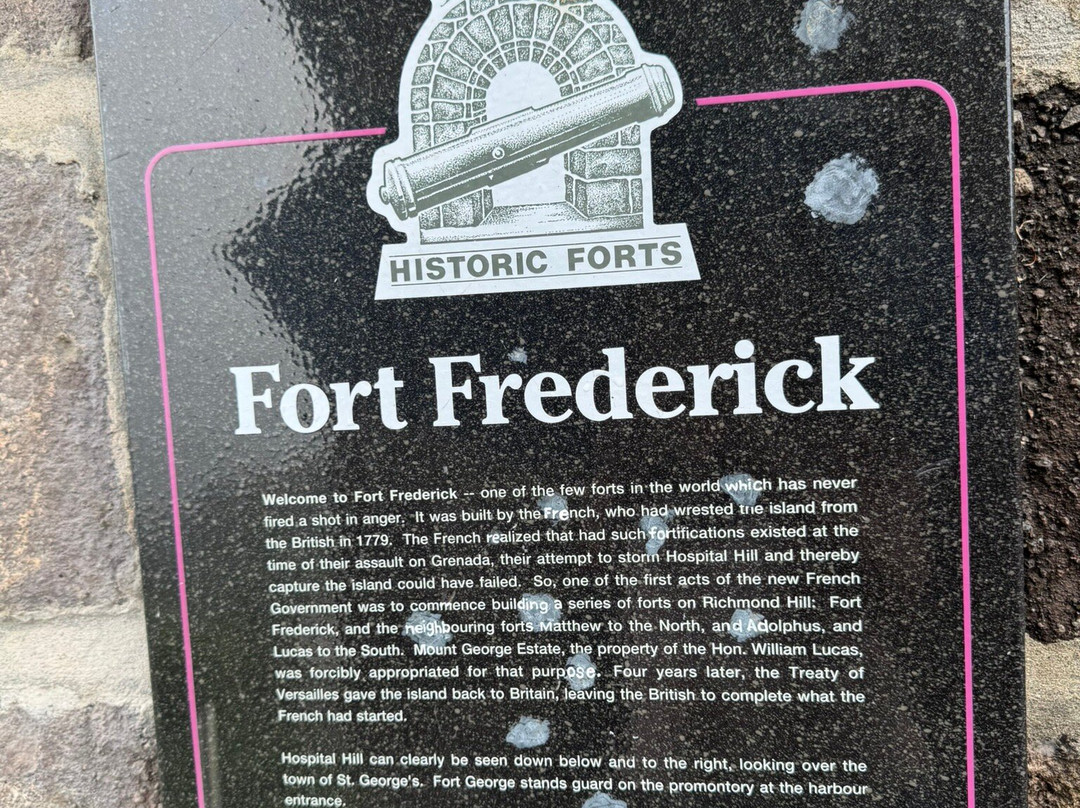 HISTORIC FORTS
Fort Frederick
Welcome to Fort Frederick -- one of the few forts in the world which has never
fired a shot in anger. It was built by the French, who had wrested the island from
the British in 1779. The French realized that had such fortifications existed at the
time of their assault on Grenada, their attempt to storm Hospital Hill and thereby
capture the island could have failed. So, one of the first acts of the new French
Government was to commence building a series of forts on Richmond Hill: Fort
Frederick, and the neighbouring forts Matthew to the North, and Adolphus, and
Lucas to the South. Mount George Estate, the property of the Hon. William Lucas,
was forcibly appropriated for that purpose. Four years later, the Treaty of
Versailles gave the island back to Britain, leaving the British to complete what the
French had started.
Hospital Hill can clearly be seen down below and to the right, looking over the
town of St. George's. Fort George stands guard on the promontory at the harbour
entrance.